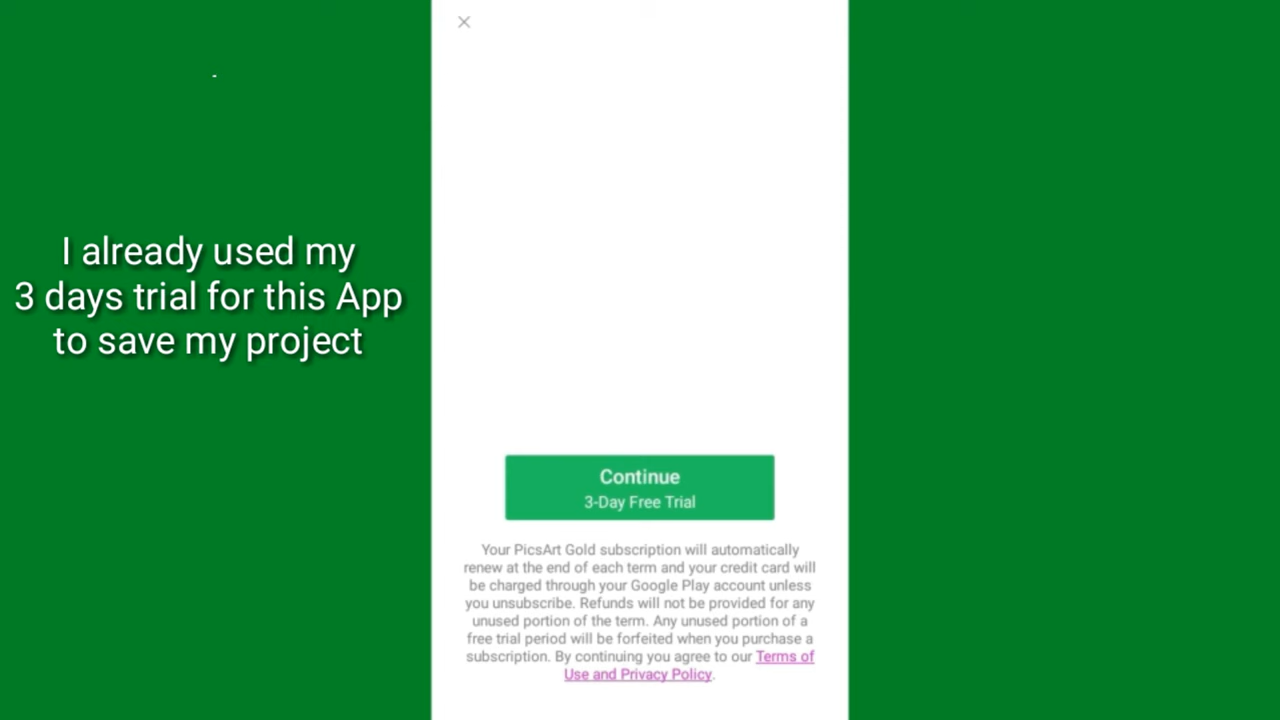 I already used my
3 days trial for this App
to save my project
Continue
3-Day Free Trial
Your PicsArt Gold subscription will automatically
renew at the end of each term and your credit card will
be charged through your Google Play account unless
you unsubscribe. Refunds will not be provided for any
unused portion of the term. Any unused portion of a
free trial period will be forfeited when you purchase a
subscription. By continuing you agree to our Terms of
Use and Privacy Policy.